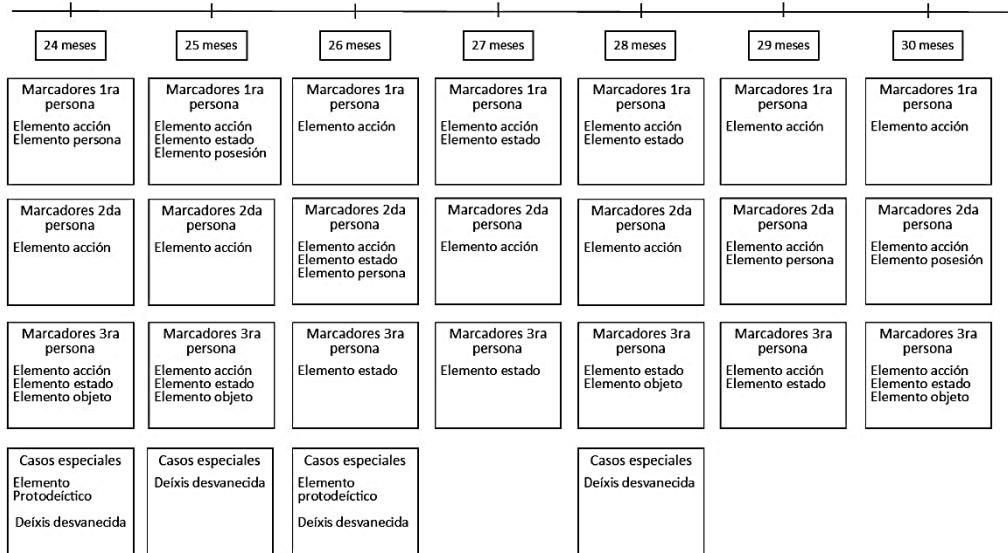 24 meses
25 meses
26 meses
27 meses
28 meses
29 meses
30 meses
Marcadores 1ra
persona
Elemento acción
Elemento persona
Marcadores 1ra
persona
Elemento acción
Elemento estado
Elemento posesión
Marcadores 1ra
persona
Elemento acción
Marcadores 1ra
persona
Elemento acción
Elemento estado
Marcadores 1ra
persona
Elemento acción
Elemento estado
Marcadores 1ra
persona
Elemento acción
Marcadores 1ra
persona
Elemento acción
Marcadores 2da
persona
Elemento acción
Marcadores 2da
persona
Elemento acción
Marcadores 2da
persona
Elemento acción
Elemento estado
Elemento persona
Marcadores 2da
persona
Elemento acción
Marcadores 2da
persona
Elemento acción
Marcadores 2da
persona
Elemento acción
Elemento persona
Marcadores 2da
persona
Elemento acción
Elemento posesión
Marcadores 3ra
persona
Elemento acción
Elemento estado
Elemento objeto
Marcadores 3ra
persona
Elemento acción
Elemento estado
Elemento objeto
Marcadores 3ra
persona
Elemento estado
Marcadores 3ra
persona
Elemento estado
Marcadores 3ra
persona
Elemento estado
Elemento objeto
Marcadores 3ra
persona
Elemento acción
Elemento estado
Marcadores 3ra
persona
Elemento acción
Elemento estado
Elemento objeto
Casos especiales
Elemento
Protodeíctico
Deíxis desvanecida
Casos especiales
Deíxis desvanecida
Casos especiales
Elemento
protodeíctico
Deíxis desvanecida
Casos especiales
Deíxis desvanecida